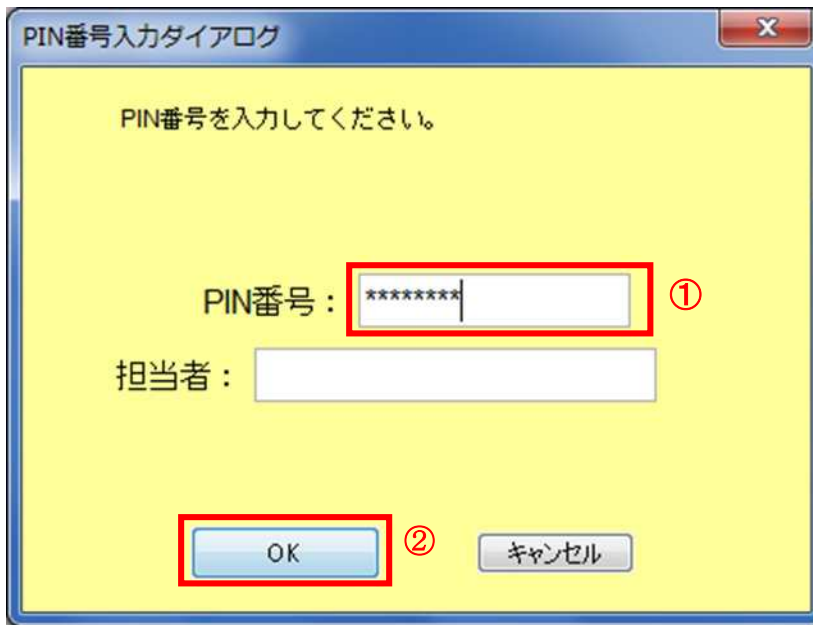 PIN番号入力ダイアログ
PIN番号を入力してください。
PIN番号： ******** ①
担当者：
OK ② キャンセル